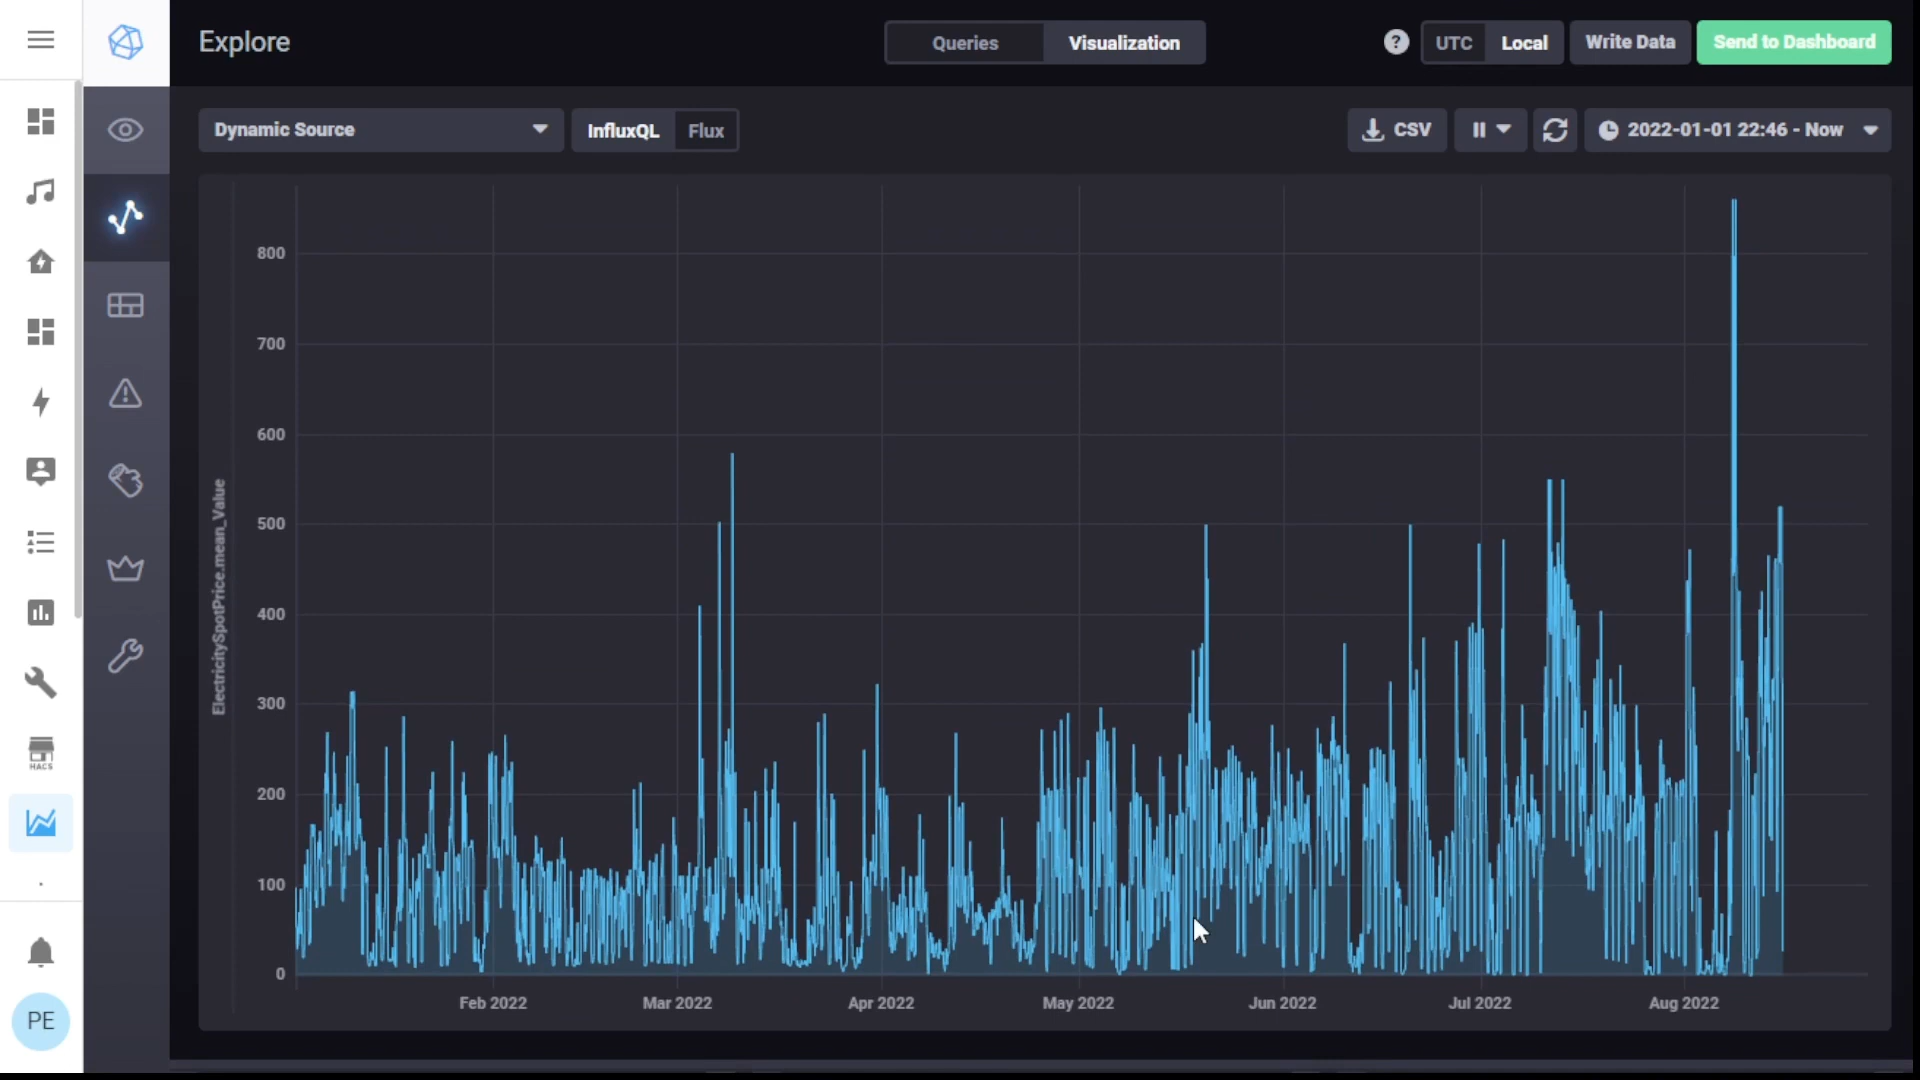 Explore
Queries
Visualization
?
UTC
Local
Write Data
Send to Dashboard
Dynamic Source
InfluxQL
Flux
CSV
2022-01-01 22:46 - Now
HACS
PE
ElectricitySpotPrice.mean_Value
800
700
600
500
400
300
200
100
0
Feb 2022
Mar 2022
Apr 2022
May 2022
Jun 2022
Jul 2022
Aug 2022